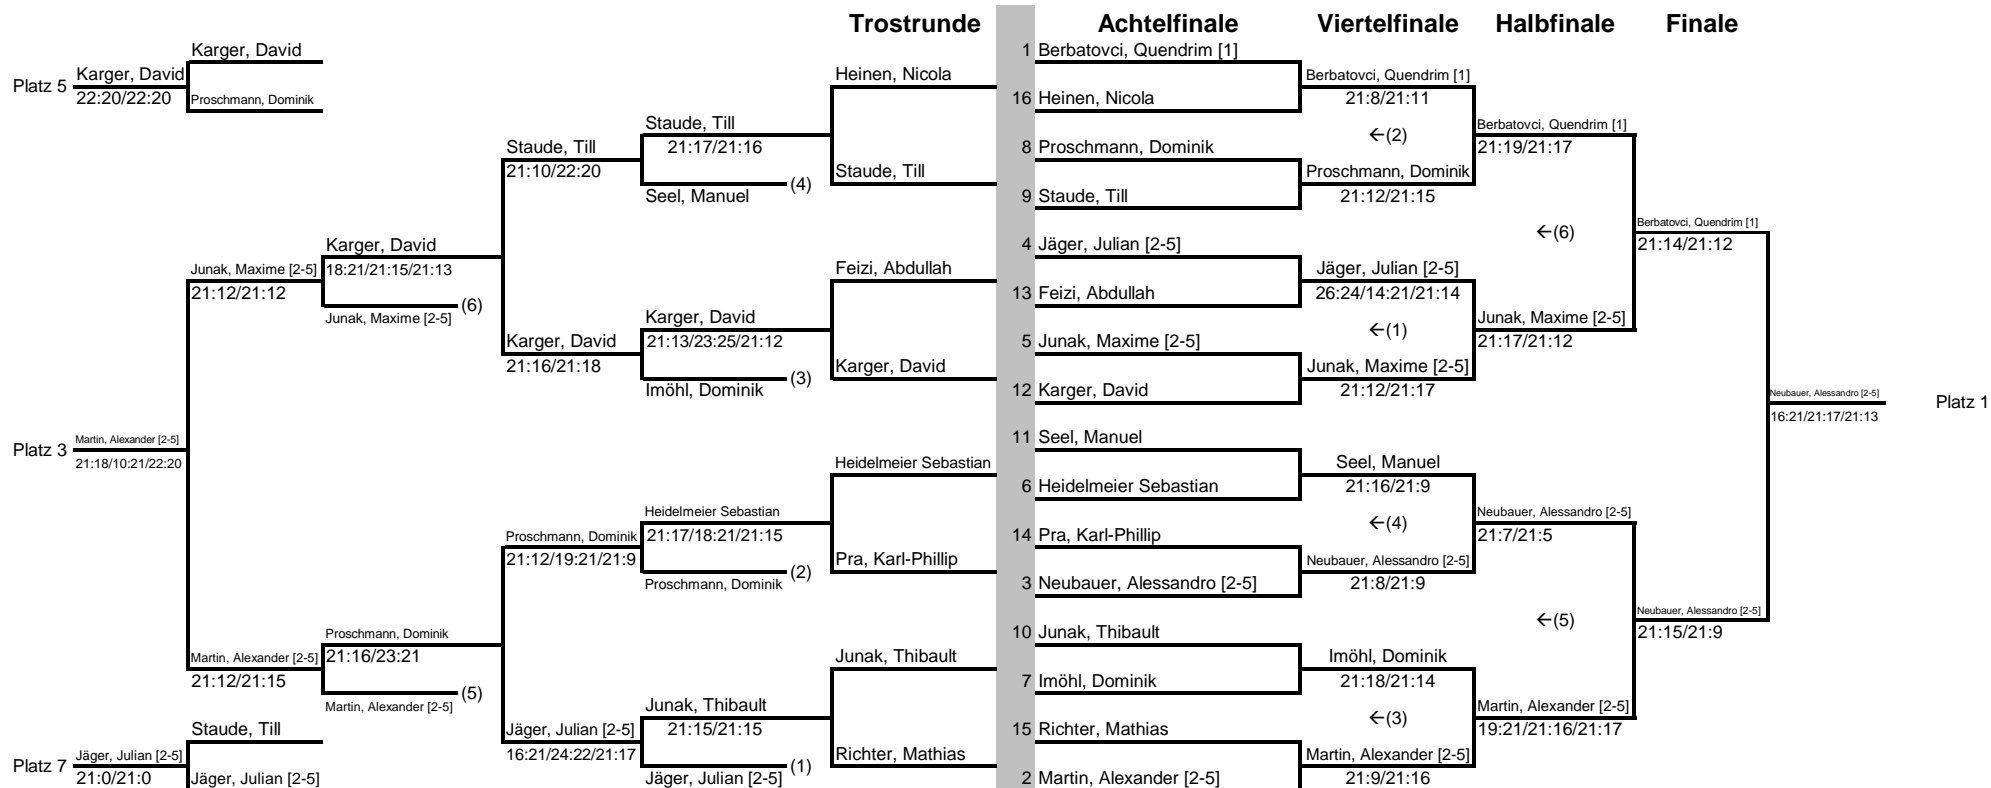 Trostrunde Achtelfinale Viertelfinale Halbfinale Finale
Karger, David
1 Berbatovci, Quendrim [1]
Platz 5 Karger, David
22:20/22:20
Proschmann, Dominik
Heinen, Nicola
Berbatovci, Quendrim [1]
21:8/21:11
16 Heinen, Nicola
Staude, Till
21:17/21:16
←(2)
Berbatovci, Quendrim [1]
21:19/21:17
Staude, Till
21:10/22:20
8 Proschmann, Dominik
Seel, Manuel
(4)
Staude, Till
Proschmann, Dominik
21:12/21:15
9 Staude, Till
←(6)
Berbatovci, Quendrim [1]
21:14/21:12
Karger, David
18:21/21:15/21:13
4 Jäger, Julian [2-5]
Junak, Maxime [2-5]
21:12/21:12
Feizi, Abdullah
Jäger, Julian [2-5]
26:24/14:21/21:14
13 Feizi, Abdullah
(6)
Junak, Maxime [2-5]
Karger, David
21:13/23:25/21:12
←(1)
Junak, Maxime [2-5]
21:17/21:12
Karger, David
21:16/21:18
5 Junak, Maxime [2-5]
(3)
Imöhl, Dominik
Karger, David
Junak, Maxime [2-5]
21:12/21:17
12 Karger, David
Neubauer, Alessandro [2-5]
16:21/21:17/21:13
Platz 1
11 Seel, Manuel
Platz 3 Martin, Alexander [2-5]
21:18/10:21/22:20
Heidelmeier Sebastian
Seel, Manuel
21:16/21:9
6 Heidelmeier Sebastian
Heidelmeier Sebastian
21:17/18:21/21:15
←(4)
Neubauer, Alessandro [2-5]
21:7/21:5
Proschmann, Dominik
21:12/19:21/21:9
14 Pra, Karl-Phillip
(2)
Proschmann, Dominik
Pra, Karl-Phillip
Neubauer, Alessandro [2-5]
21:8/21:9
3 Neubauer, Alessandro [2-5]
←(5)
Neubauer, Alessandro [2-5]
21:15/21:9
Proschmann, Dominik
21:16/23:21
10 Junak, Thibault
Martin, Alexander [2-5]
21:12/21:15
Junak, Thibault
Imöhl, Dominik
21:18/21:14
7 Imöhl, Dominik
(5)
Martin, Alexander [2-5]
Junak, Thibault
21:15/21:15
←(3)
Martin, Alexander [2-5]
19:21/21:16/21:17
Staude, Till
Jäger, Julian [2-5]
16:21/24:22/21:17
15 Richter, Mathias
Platz 7 Jäger, Julian [2-5]
21:0/21:0
Jäger, Julian [2-5]
(1)
Jäger, Julian [2-5]
Richter, Mathias
Martin, Alexander [2-5]
21:9/21:16
2 Martin, Alexander [2-5]